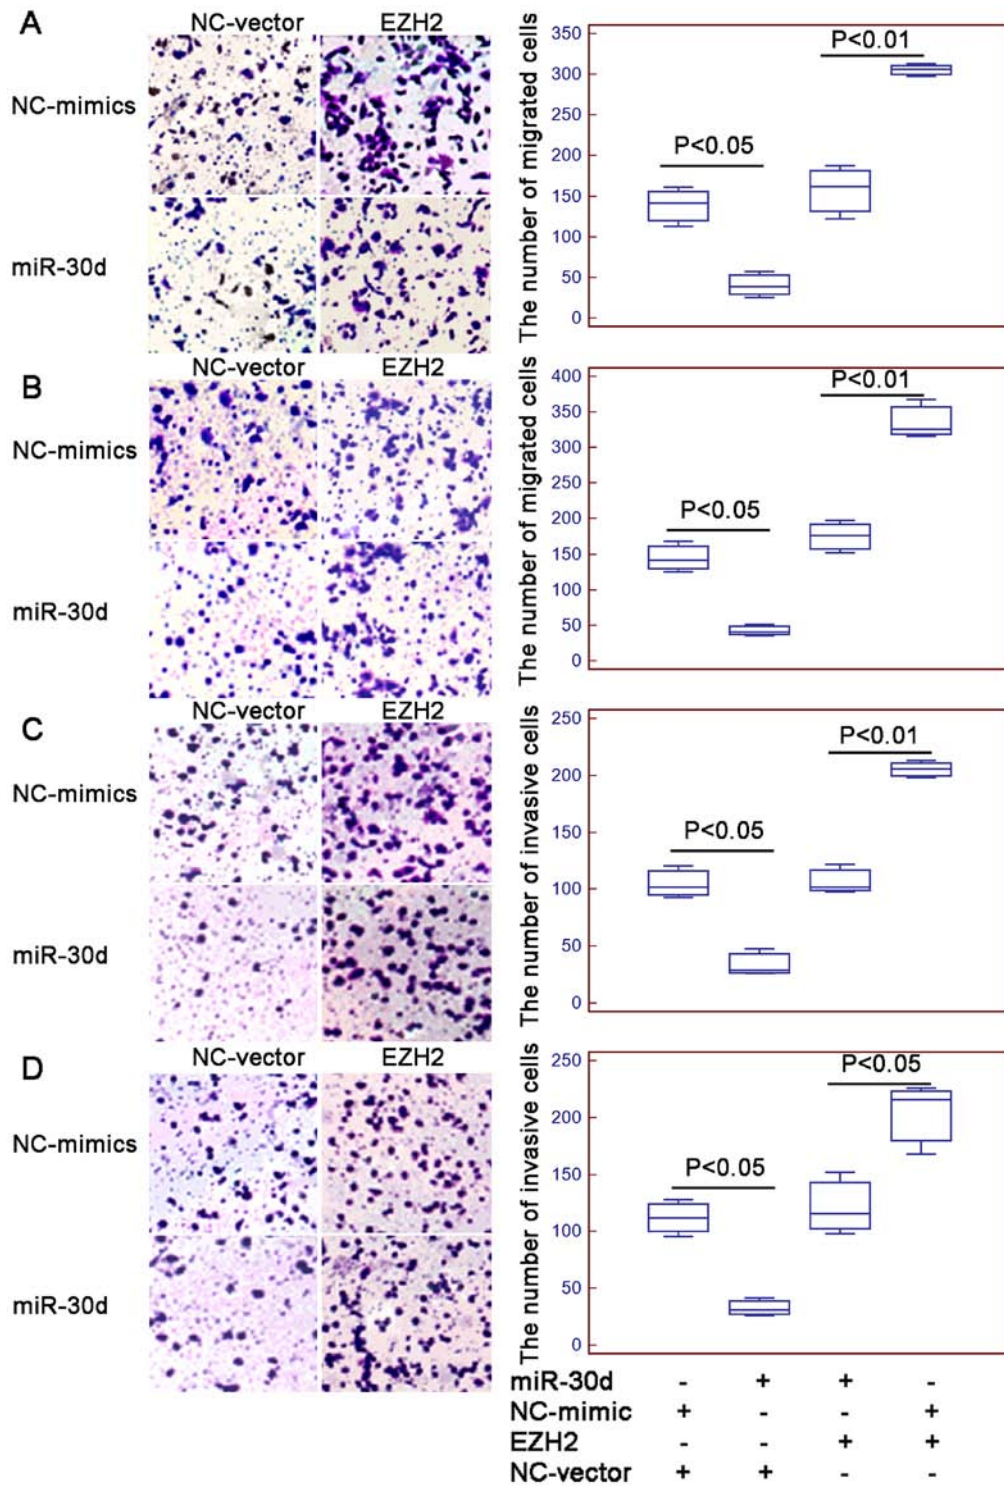 A
NC-vector EZH2
NC-mimics
miR-30d
The number of migrated cells
350
300
250
200
150
100
50
0
P<0.05
P<0.01
B
NC-vector EZH2
NC-mimics
miR-30d
The number of migrated cells
400
350
300
250
200
150
100
50
0
P<0.05
P<0.01
C
NC-vector EZH2
NC-mimics
miR-30d
The number of invasive cells
250
200
150
100
50
0
P<0.05
P<0.01
D
NC-vector EZH2
NC-mimics
miR-30d
The number of invasive cells
250
200
150
100
50
0
P<0.05
P<0.05
miR-30d - + + -
NC-mimic + - - +
EZH2 - - + +
NC-vector + + - -